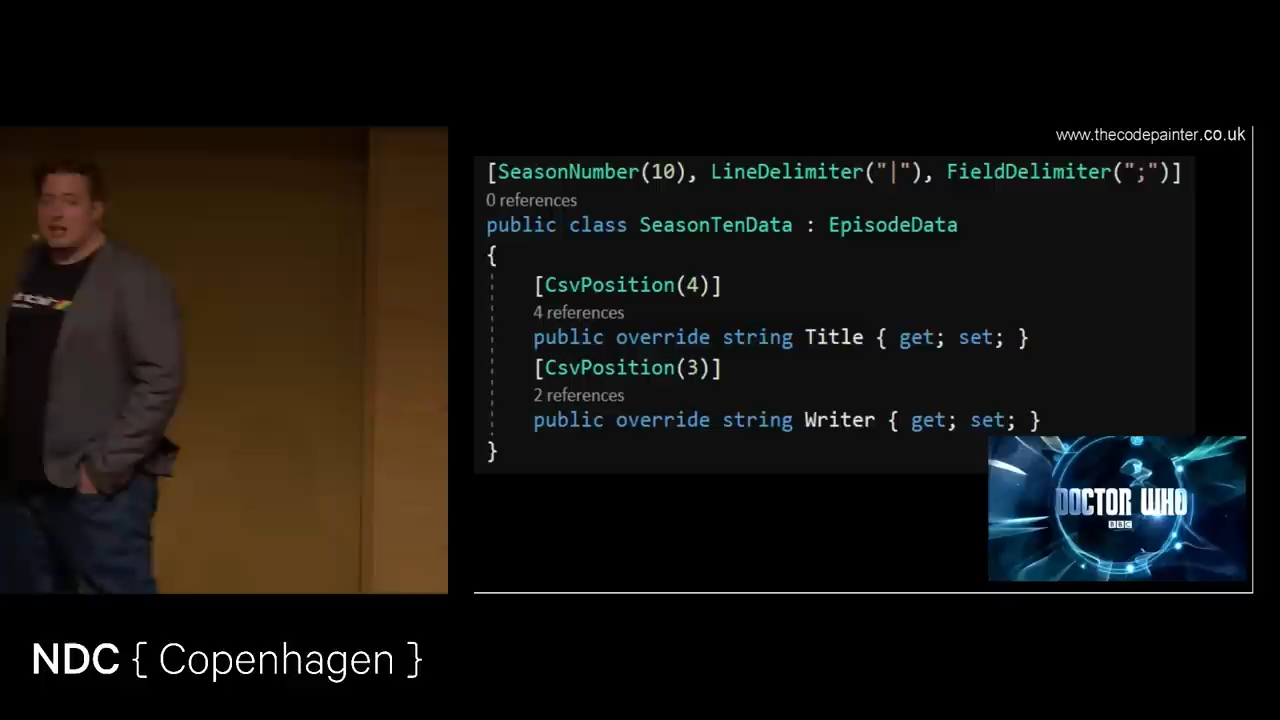 www.thecodepainter.co.uk
[SeasonNumber(10), LineDelimiter("|"), FieldDelimiter(";")]
0 references
public class SeasonTenData : EpisodeData
{
[CsvPosition(4)]
4 references
public override string Title { get; set; }
[CsvPosition(3)]
2 references
public override string Writer { get; set; }
}
DOCTOR WHO
BBC
NDC { Copenhagen }